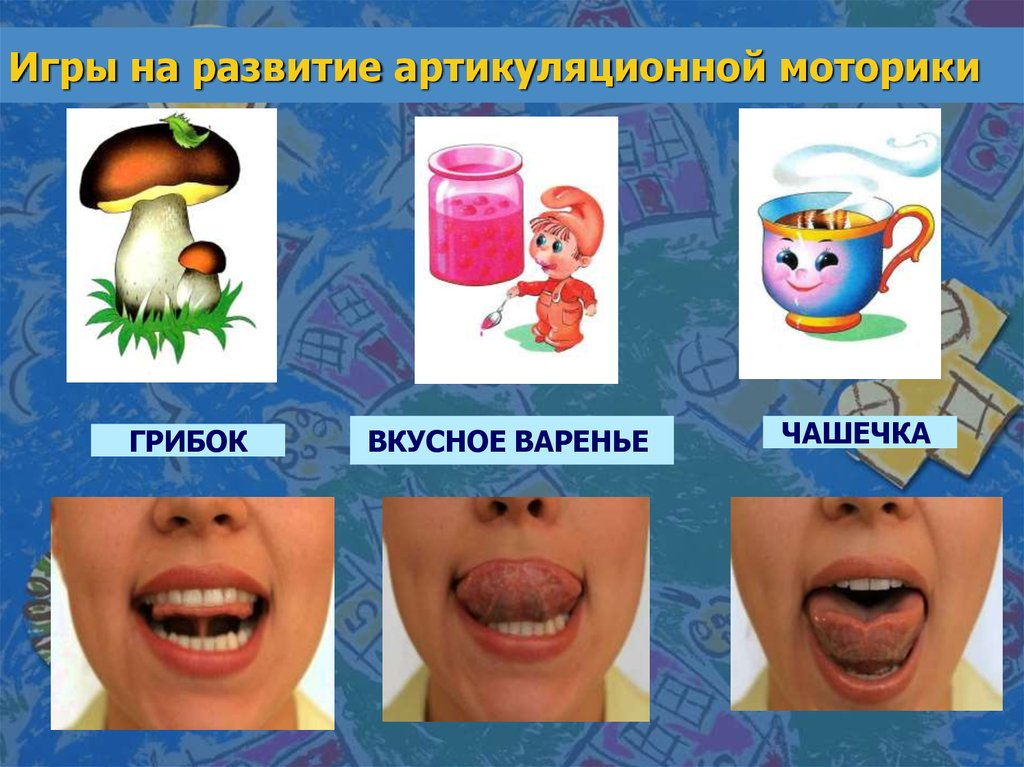 Игры на развитие артикуляционной моторики
ГРИБОК
ВКУСНОЕ ВАРЕНЬЕ
ЧАШЕЧКА